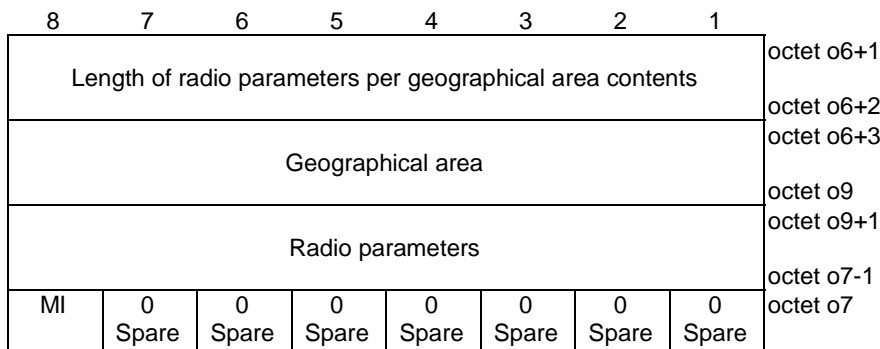 8 7 6 5 4 3 2 1
octet o6+1
Length of radio parameters per geographical area contents
octet o6+2
octet o6+3
Geographical area
octet o9
octet o9+1
Radio parameters
octet o7-1
MI 0 0 0 0 0 0 0 octet o7
Spare Spare Spare Spare Spare Spare Spare